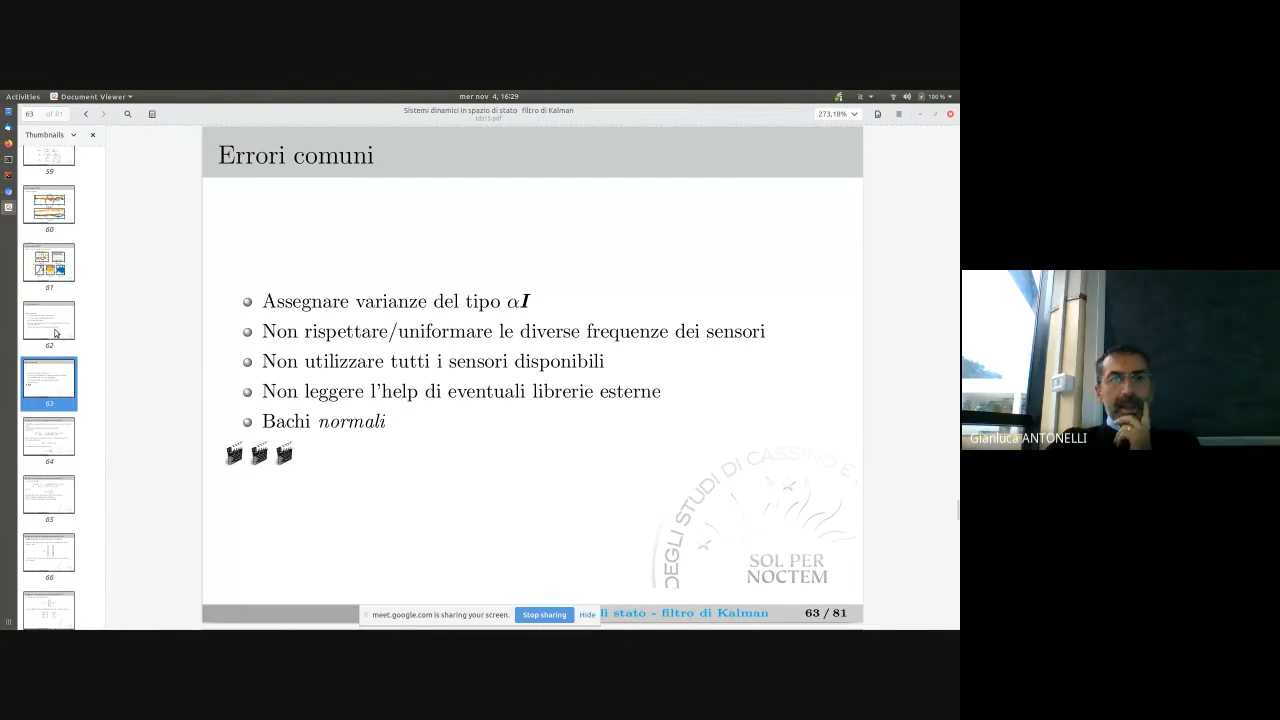 Activities
Document Viewer
mer nov 4, 16:29
100 %
63
of 81
Sistemi dinamici in spazio di stato filtro di Kalman
tds15.pdf
273,18%
Thumbnails
59
60
61
62
63
64
65
66
Errori comuni
Assegnare varianze del tipo αI
Non rispettare/uniformare le diverse frequenze dei sensori
Non utilizzare tutti i sensori disponibili
Non leggere l'help di eventuali librerie esterne
Bachi normali
DEGLI STUDI DI CASSINO E
SOL PER
NOCTEM
meet.google.com is sharing your screen.
Stop sharing
Hide
di stato - filtro di Kalman
63 / 81
Gianluca ANTONELLI